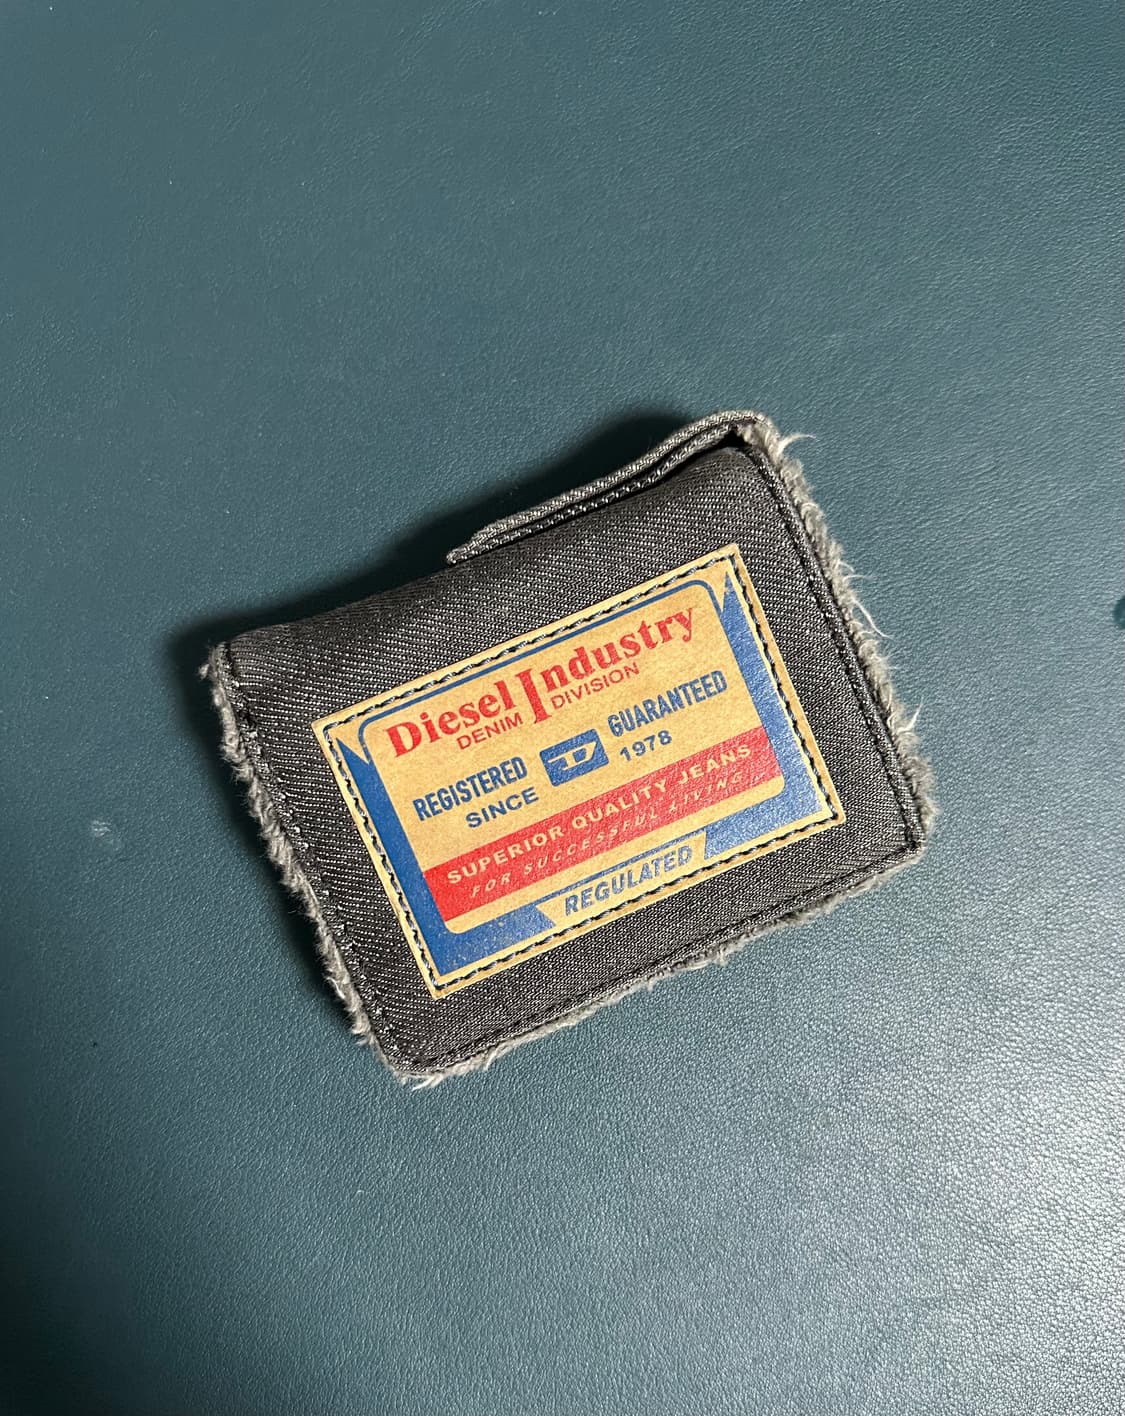 Diesel Industry
DENIM DIVISION
REGISTERED D GUARANTEED
SINCE 1978
SUPERIOR QUALITY JEANS
FOR SUCCESSFUL LIVING
REGULATED